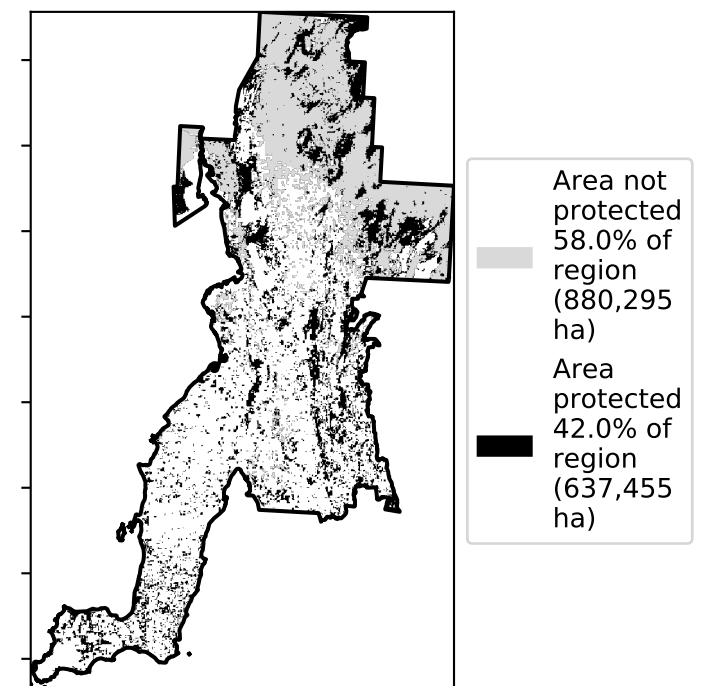 Area not
protected
58.0% of
region
(880,295
ha)
Area
protected
42.0% of
region
(637,455
ha)